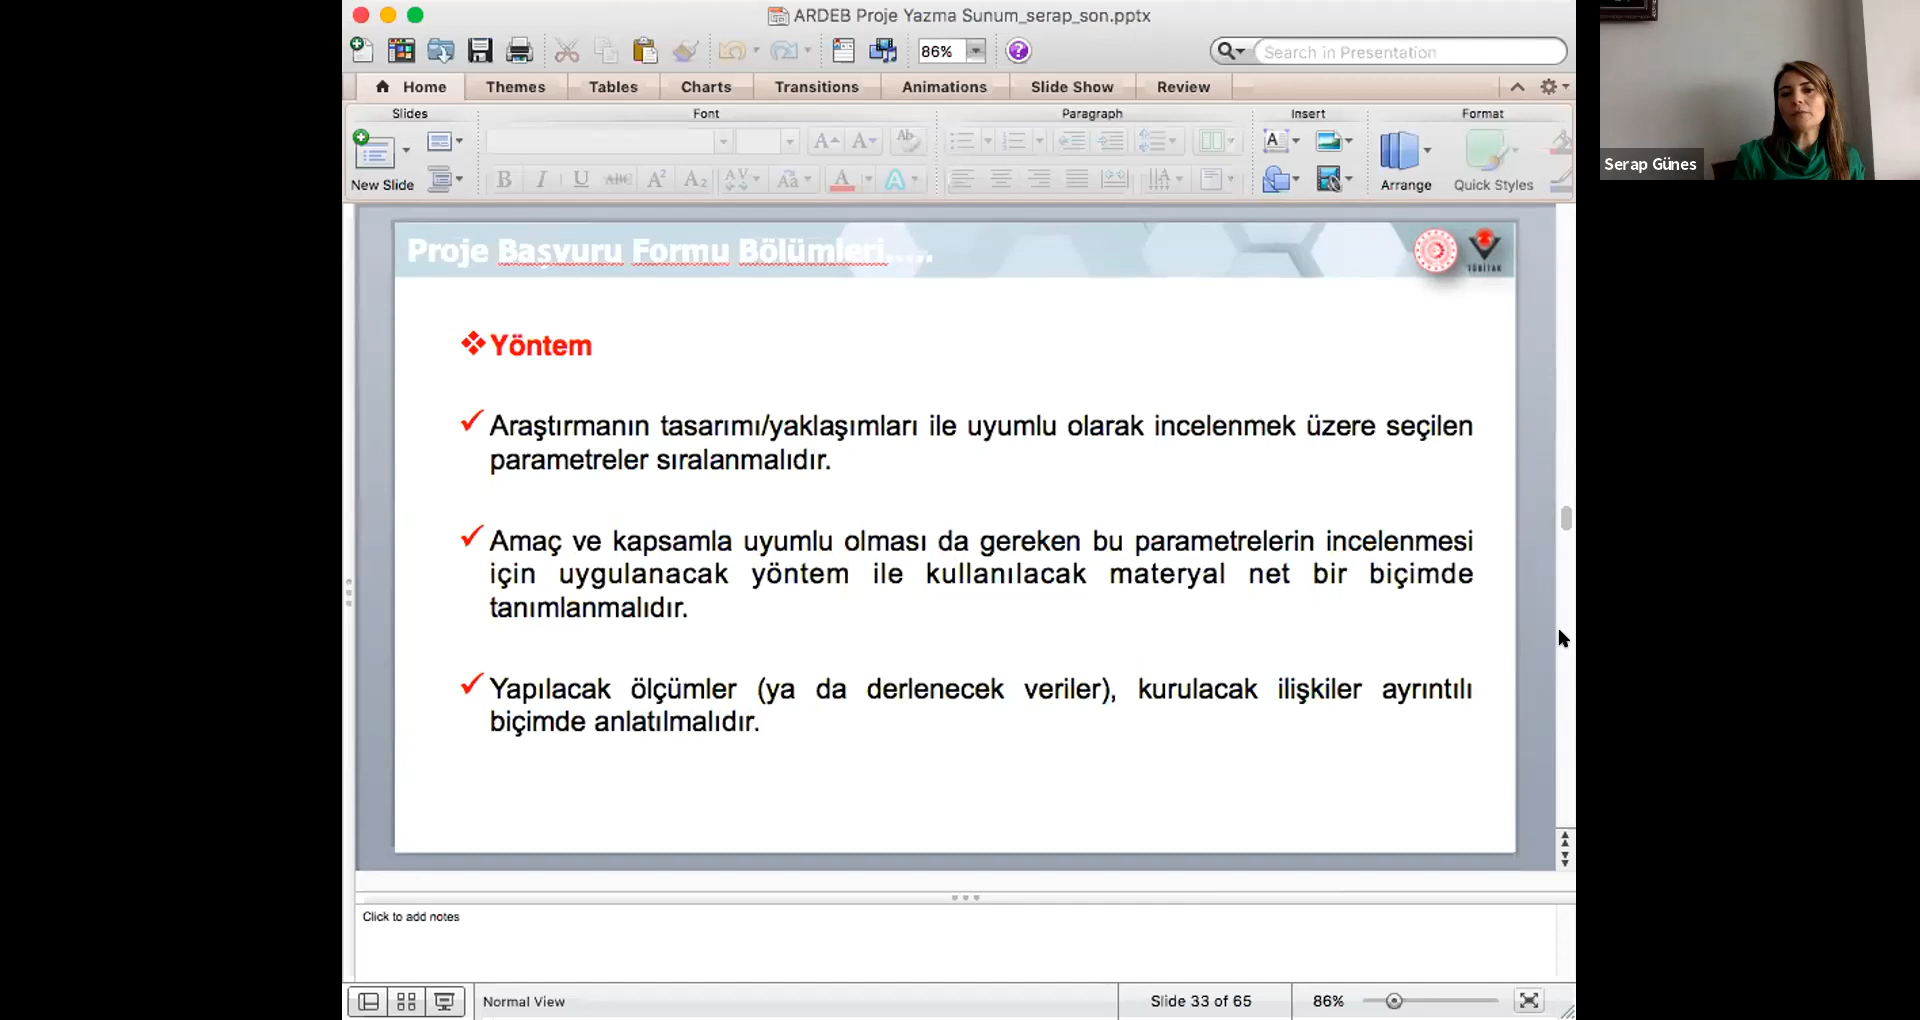 ARDEB Proje Yazma Sunum_serap_son.pptx
86%
Search in Presentation
Home Themes Tables Charts Transitions Animations Slide Show Review
Slides Font Paragraph Insert Format
New Slide Arrange Quick Styles
Serap Günes
Proje Başvuru Formu Bölümleri.....
TÜBİTAK
Yöntem
Araştırmanın tasarımı/yaklaşımları ile uyumlu olarak incelenmek üzere seçilen
parametreler sıralanmalıdır.
Amaç ve kapsamla uyumlu olması da gereken bu parametrelerin incelenmesi
için uygulanacak yöntem ile kullanılacak materyal net bir biçimde
tanımlanmalıdır.
Yapılacak ölçümler (ya da derlenecek veriler), kurulacak ilişkiler ayrıntılı
biçimde anlatılmalıdır.
Click to add notes
Normal View Slide 33 of 65 86%